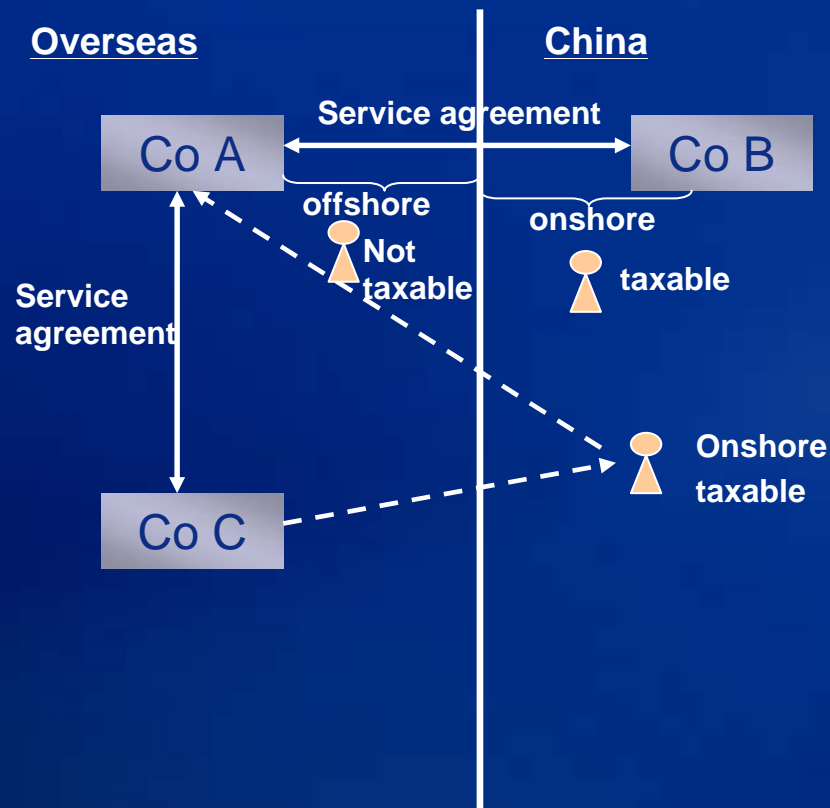 Overseas
China
Service agreement
Co A
Co B
offshore
onshore
Not
taxable
taxable
Service
agreement
Onshore
taxable
Co C